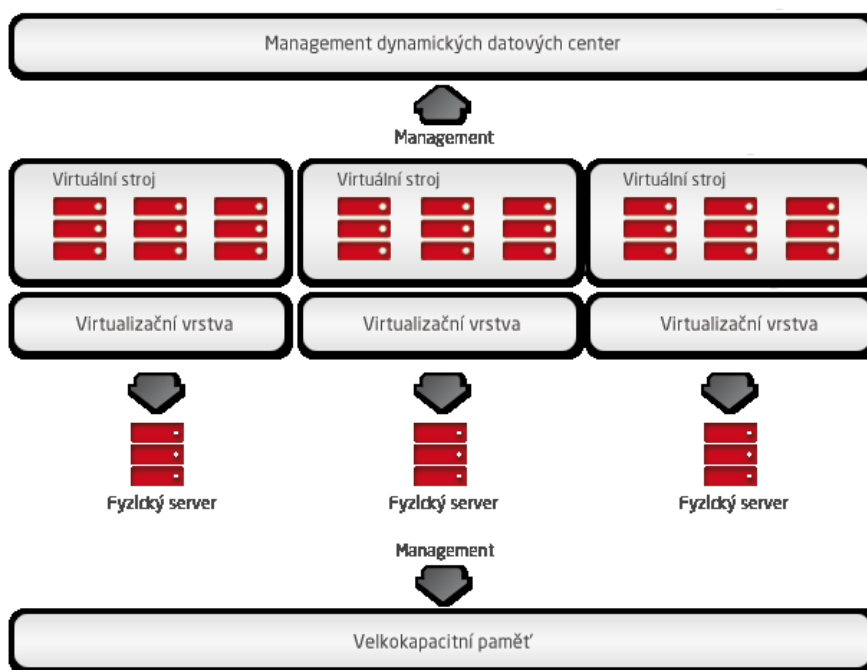 Management dynamických datových center
Management
Virtuální stroj
Virtuální stroj
Virtuální stroj
Virtualizační vrstva
Virtualizační vrstva
Virtualizační vrstva
Fyzický server
Fyzický server
Fyzický server
Management
Velkokapacitní paměť